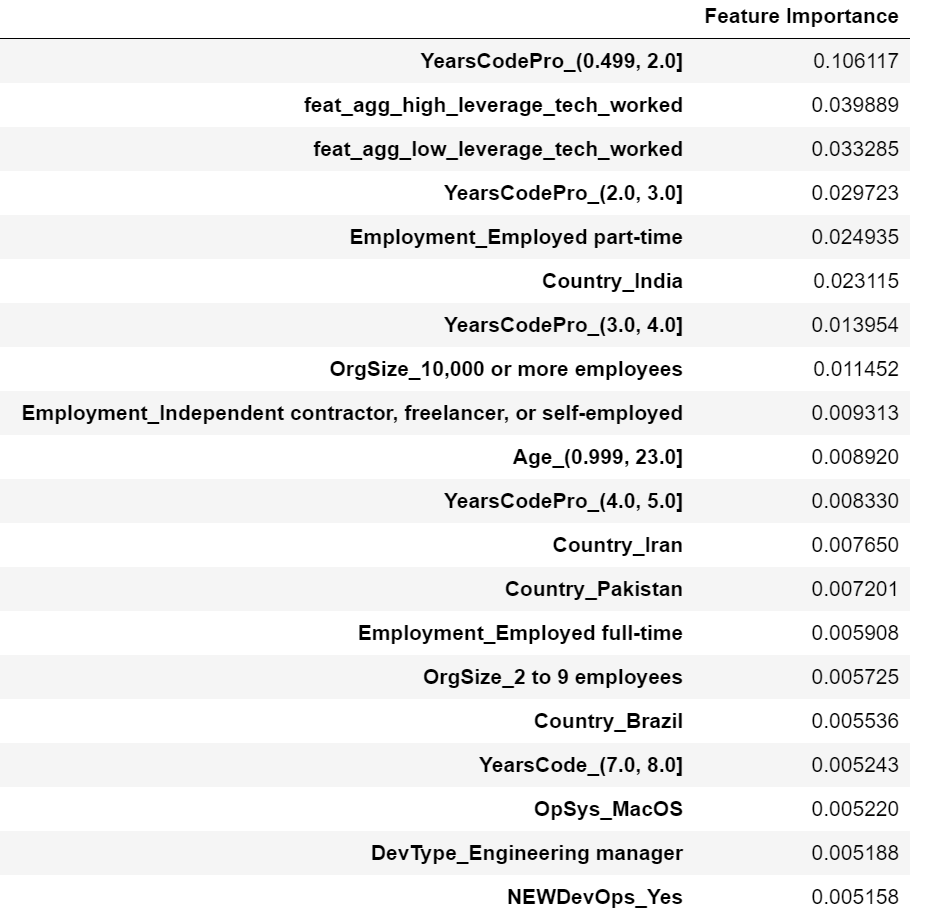 Feature Importance
YearsCodePro_(0.499, 2.0] 0.106117
feat_agg_high_leverage_tech_worked 0.039889
feat_agg_low_leverage_tech_worked 0.033285
YearsCodePro_(2.0, 3.0] 0.029723
Employment_Employed part-time 0.024935
Country_India 0.023115
YearsCodePro_(3.0, 4.0] 0.013954
OrgSize_10,000 or more employees 0.011452
Employment_Independent contractor, freelancer, or self-employed 0.009313
Age_(0.999, 23.0] 0.008920
YearsCodePro_(4.0, 5.0] 0.008330
Country_Iran 0.007650
Country_Pakistan 0.007201
Employment_Employed full-time 0.005908
OrgSize_2 to 9 employees 0.005725
Country_Brazil 0.005536
YearsCode_(7.0, 8.0] 0.005243
OpSys_MacOS 0.005220
DevType_Engineering manager 0.005188
NEWDevOps_Yes 0.005158